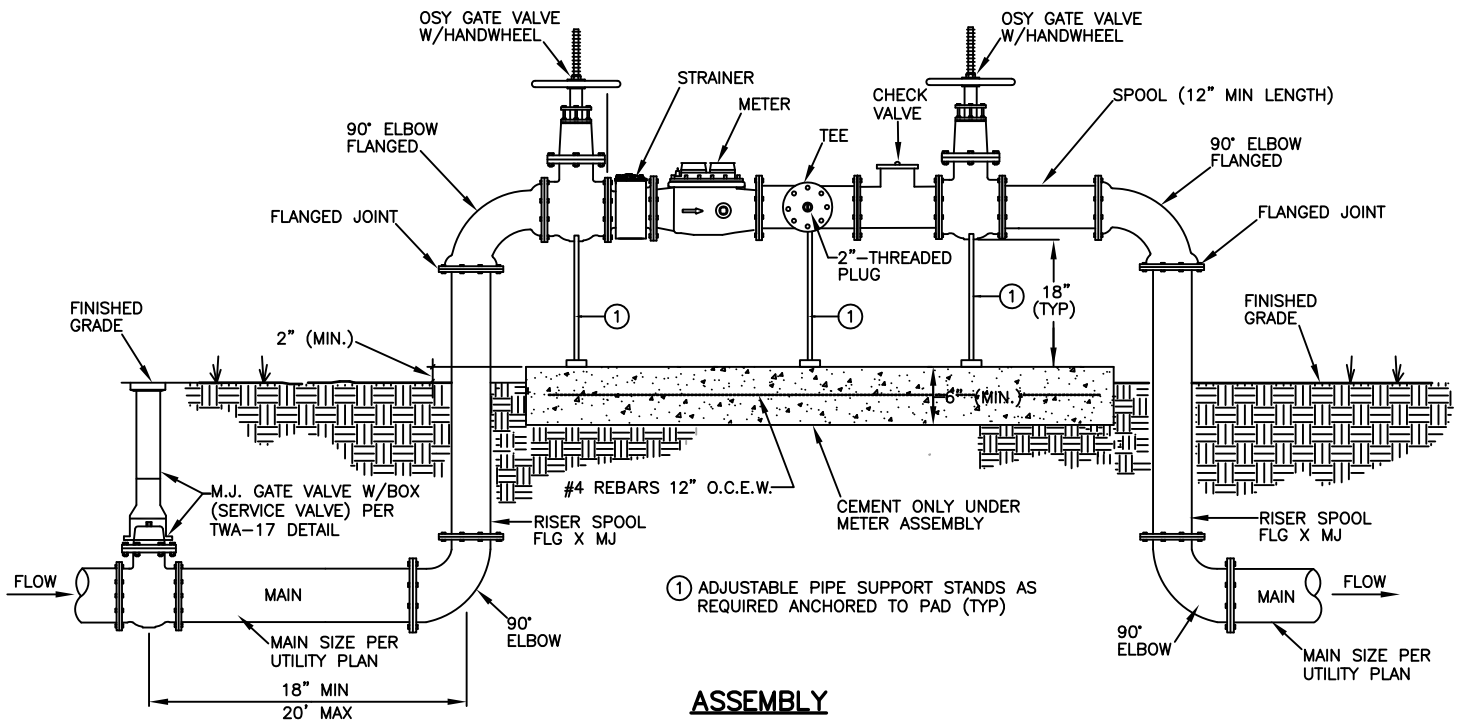 OSY GATE VALVE
W/HANDWHEEL
OSY GATE VALVE
W/HANDWHEEL
STRAINER
METER
CHECK
VALVE
SPOOL (12" MIN LENGTH)
TEE
90° ELBOW
FLANGED
90° ELBOW
FLANGED
FLANGED JOINT
FLANGED JOINT
2"-THREADED
PLUG
1
1
1
18"
(TYP)
FINISHED
GRADE
2" (MIN.)
FINISHED
GRADE
6" (MIN.)
#4 REBARS 12" O.C.E.W.
CEMENT ONLY UNDER
METER ASSEMBLY
M.J. GATE VALVE W/BOX
(SERVICE VALVE) PER
TWA-17 DETAIL
RISER SPOOL
FLG X MJ
RISER SPOOL
FLG X MJ
FLOW
MAIN
1 ADJUSTABLE PIPE SUPPORT STANDS AS
REQUIRED ANCHORED TO PAD (TYP)
MAIN
FLOW
90°
ELBOW
90°
ELBOW
MAIN SIZE PER
UTILITY PLAN
MAIN SIZE PER
UTILITY PLAN
18" MIN
20' MAX
ASSEMBLY